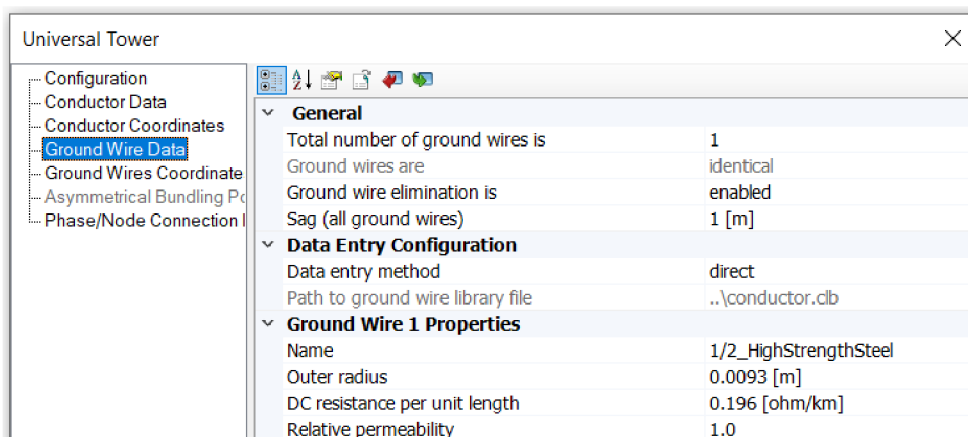 Universal Tower
Configuration
Conductor Data
Conductor Coordinates
Ground Wire Data
Ground Wires Coordinate
Asymmetrical Bundling Po
Phase/Node Connection I
General
Total number of ground wires is 1
Ground wires are identical
Ground wire elimination is enabled
Sag (all ground wires) 1 [m]
Data Entry Configuration
Data entry method direct
Path to ground wire library file ..\conductor.clb
Ground Wire 1 Properties
Name 1/2_HighStrengthSteel
Outer radius 0.0093 [m]
DC resistance per unit length 0.196 [ohm/km]
Relative permeability 1.0